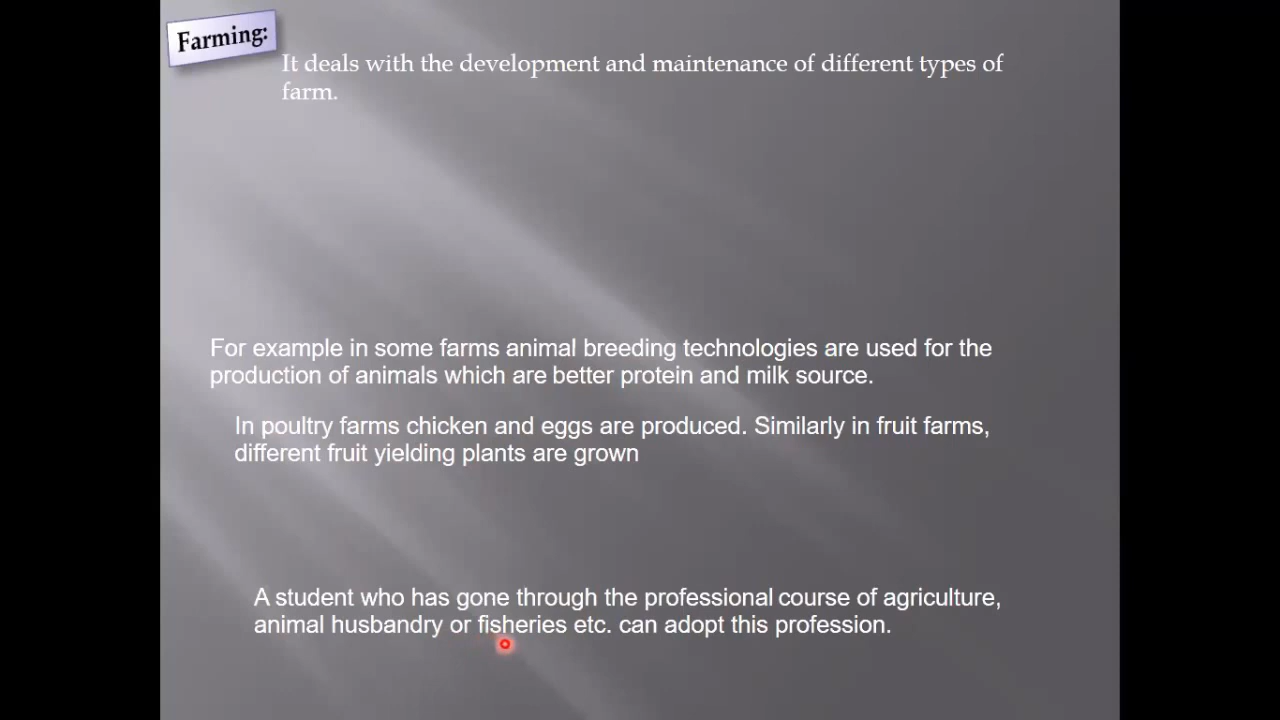 Farming:
It deals with the development and maintenance of different types of
farm.
For example in some farms animal breeding technologies are used for the
production of animals which are better protein and milk source.
In poultry farms chicken and eggs are produced. Similarly in fruit farms,
different fruit yielding plants are grown
A student who has gone through the professional course of agriculture,
animal husbandry or fisheries etc. can adopt this profession.